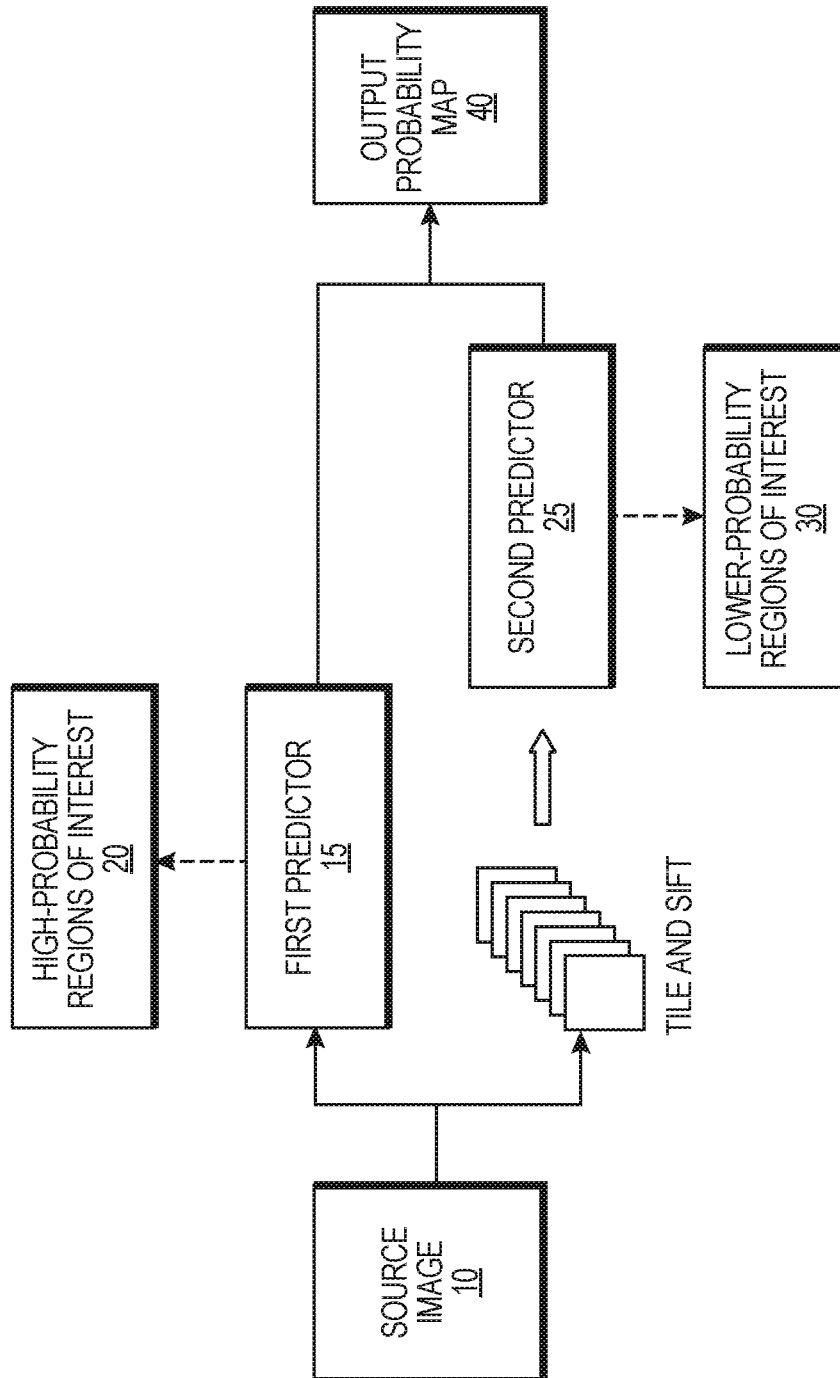 SOURCE
IMAGE
10
HIGH-PROBABILITY
REGIONS OF INTEREST
20
FIRST PREDICTOR
15
TILE AND SIFT
SECOND PREDICTOR
25
LOWER-PROBABILITY
REGIONS OF INTEREST
30
OUTPUT
PROBABILITY
MAP
40